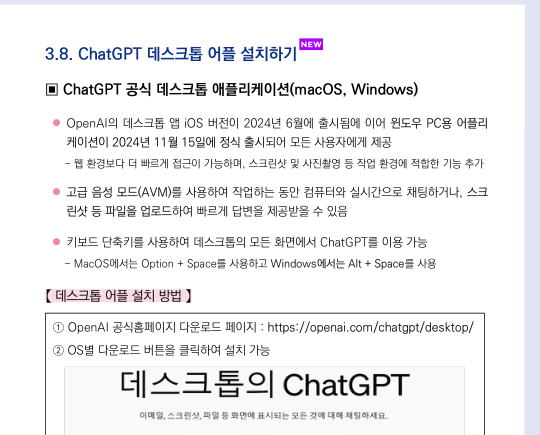 3.8. ChatGPT 데스크톱 어플 설치하기 NEW
▣ ChatGPT 공식 데스크톱 애플리케이션(macOS, Windows)
● OpenAI의 데스크톱 앱 iOS 버전이 2024년 6월에 출시됨에 이어 윈도우 PC용 어플리
케이션이 2024년 11월 15일에 정식 출시되어 모든 사용자에게 제공
- 웹 환경보다 더 빠르게 접근이 가능하며, 스크린샷 및 사진촬영 등 작업 환경에 적합한 기능 추가
● 고급 음성 모드(AVM)를 사용하여 작업하는 동안 컴퓨터와 실시간으로 채팅하거나, 스크
린샷 등 파일을 업로드하여 빠르게 답변을 제공받을 수 있음
● 키보드 단축키를 사용하여 데스크톱의 모든 화면에서 ChatGPT를 이용 가능
- MacOS에서는 Option + Space를 사용하고 Windows에서는 Alt + Space를 사용
【 데스크톱 어플 설치 방법 】
① OpenAI 공식홈페이지 다운로드 페이지 : https://openai.com/chatgpt/desktop/
② OS별 다운로드 버튼을 클릭하여 설치 가능
데스크톱의 ChatGPT
이메일, 스크린샷, 파일 등 화면에 표시되는 모든 것에 대해 채팅하세요.